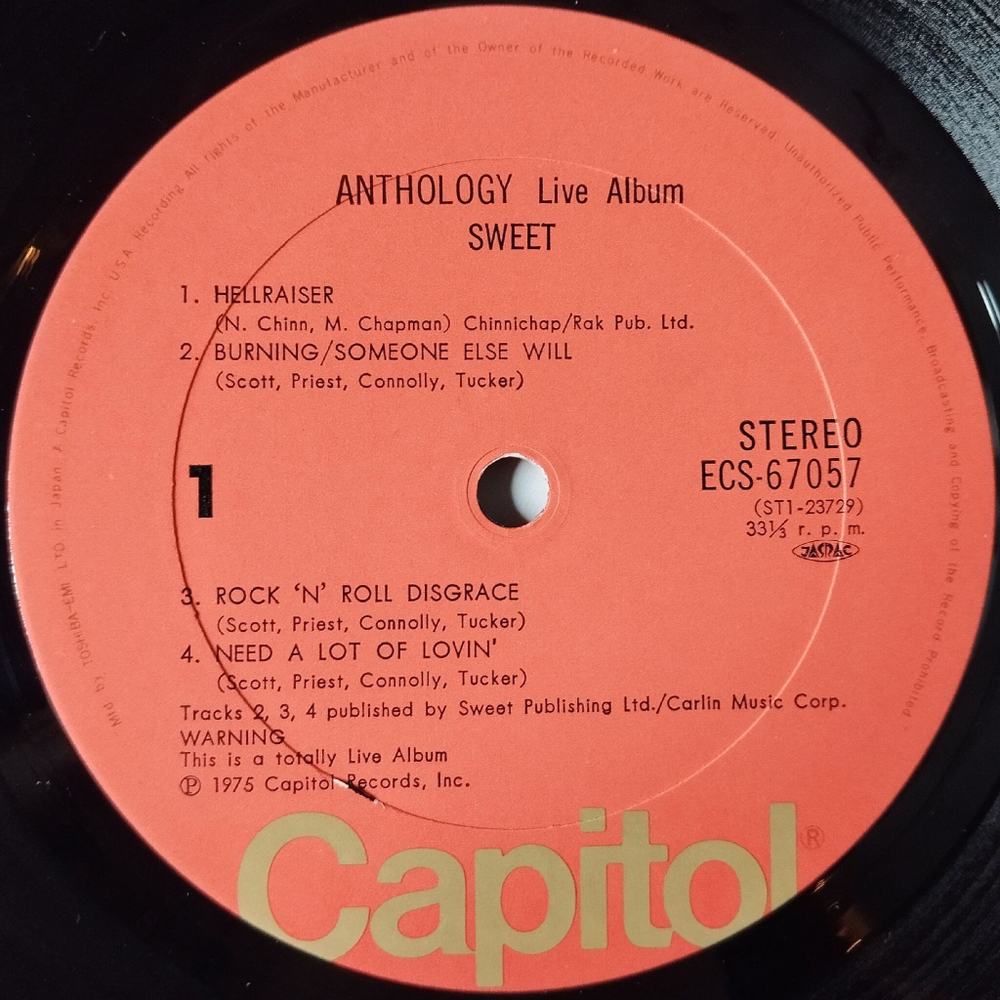 Mfd by TOSHIBA-EMI LTD. in Japan. / Capitol Records, Inc. U.S.A. Recording All rights of the Manufacturer and of the Owner of the Recorded Work are Reserved. Unauthorized Public Performance, Broadcasting and Copying of the Record Prohibited
ANTHOLOGY Live Album
SWEET
1. HELLRAISER
(N. Chinn, M. Chapman) Chinnichap/Rak Pub. Ltd.
2. BURNING/SOMEONE ELSE WILL
(Scott, Priest, Connolly, Tucker)
STEREO
1
ECS-67057
(ST1-23729)
33⅓ r. p. m.
JASRAC
3. ROCK ‘N’ ROLL DISGRACE
(Scott, Priest, Connolly, Tucker)
4. NEED A LOT OF LOVIN’
(Scott, Priest, Connolly, Tucker)
Tracks 2, 3, 4 published by Sweet Publishing Ltd./Carlin Music Corp.
WARNING
This is a totally Live Album
Ⓟ 1975 Capitol Records, Inc.
Capitol®